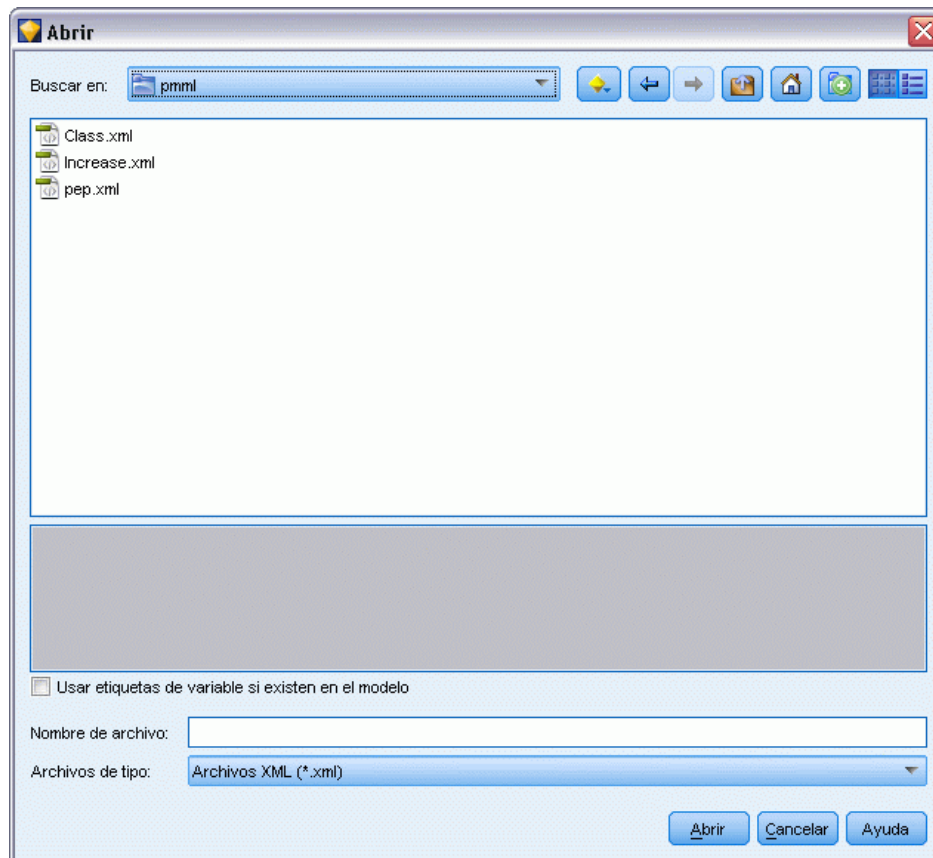 Abrir
Buscar en: pmml
Class.xml
Increase.xml
pep.xml
Usar etiquetas de variable si existen en el modelo
Nombre de archivo:
Archivos de tipo: Archivos XML (*.xml)
Abrir Cancelar Ayuda